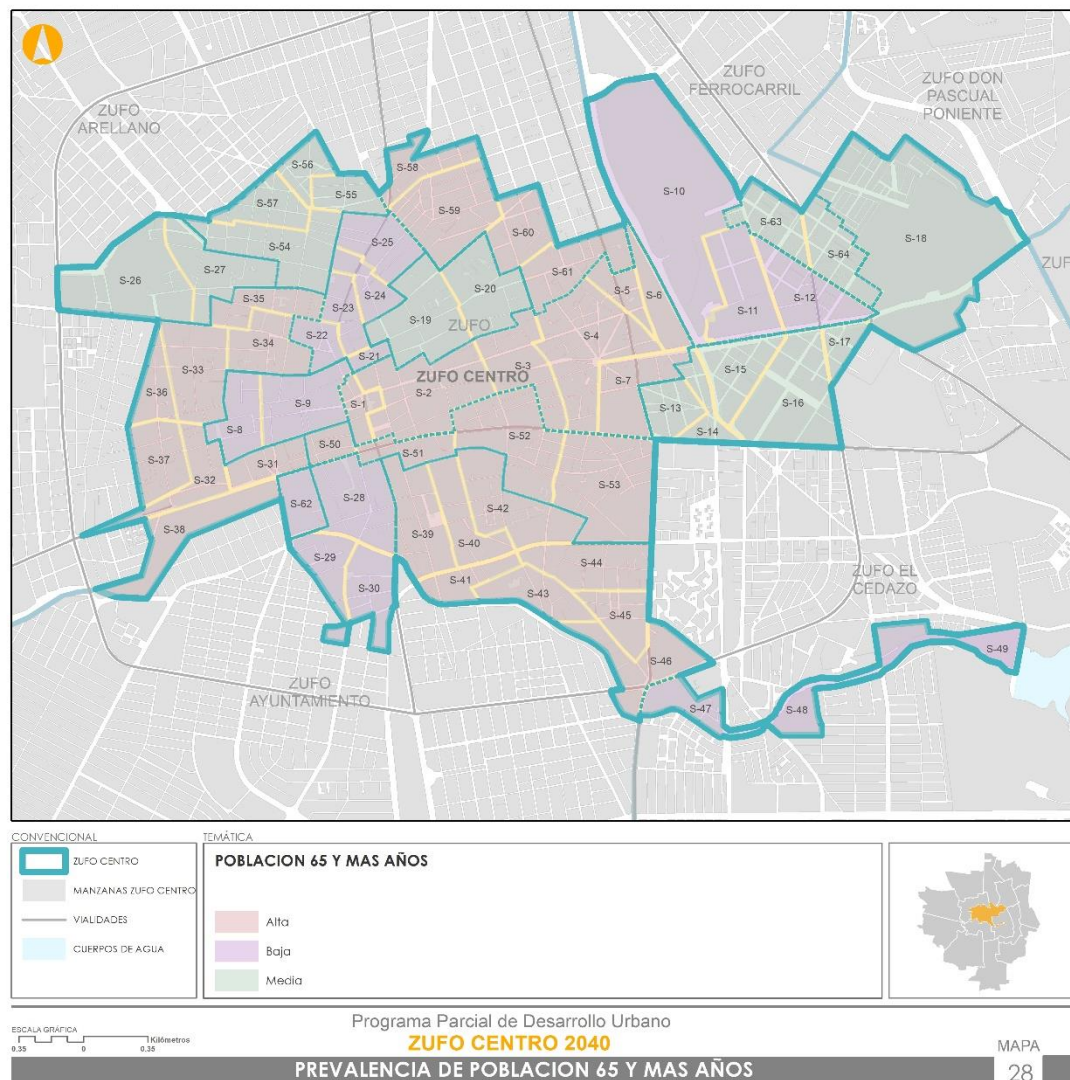 ZUFO
FERROCARRIL
ZUFO DON
PASCUAL
PONIENTE
ZUFO
ARELLANO
S-56
S-58
S-55
S-57
S-59
S-10
S-63
S-60
S-18
S-25
S-54
S-64
S-61
S-26
S-27
S-20
S-5
S-6
S-12
S-24
S-35
S-23
S-11
S-19
ZUFO
S-4
S-22
S-34
S-17
S-21
S-3
S-33
S-15
ZUFO CENTRO
S-7
S-36
S-2
S-1
S-9
S-16
S-13
S-8
S-14
S-52
S-50
S-51
S-37
S-31
S-53
S-32
S-28
S-62
S-42
S-38
S-39
S-40
S-29
S-44
ZUFO EL
CEDAZO
S-41
S-30
S-43
S-45
S-49
S-46
ZUFO
AYUNTAMIENTO
S-47
S-48
ZUF
CONVENCIONAL
ZUFO CENTRO
MANZANAS ZUFO CENTRO
VIALIDADES
CUERPOS DE AGUA
TEMÁTICA
POBLACION 65 Y MAS AÑOS
Alta
Baja
Media
ESCALA GRÁFICA
0.35 0 0.35
Kilómetros
Programa Parcial de Desarrollo Urbano
ZUFO CENTRO 2040
PREVALENCIA DE POBLACION 65 Y MAS AÑOS
MAPA
28